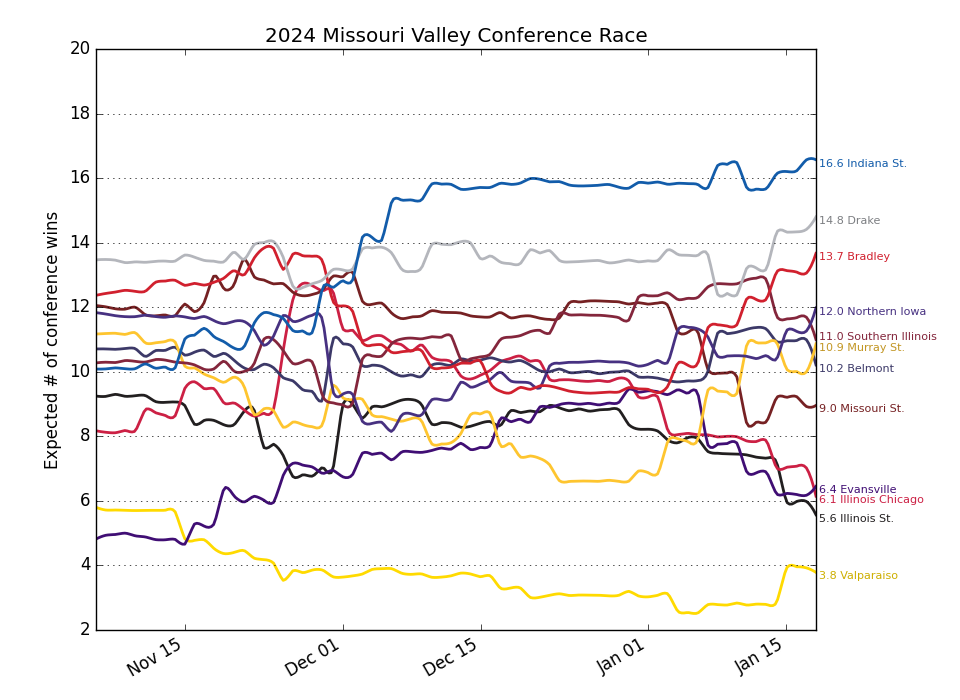 2024 Missouri Valley Conference Race
Expected # of conference wins
20
18
16
14
12
10
8
6
4
2
Nov 15
Dec 01
Dec 15
Jan 01
Jan 15
16.6 Indiana St.
14.8 Drake
13.7 Bradley
12.0 Northern Iowa
11.0 Southern Illinois
10.9 Murray St.
10.2 Belmont
9.0 Missouri St.
6.4 Evansville
6.1 Illinois Chicago
5.6 Illinois St.
3.8 Valparaiso